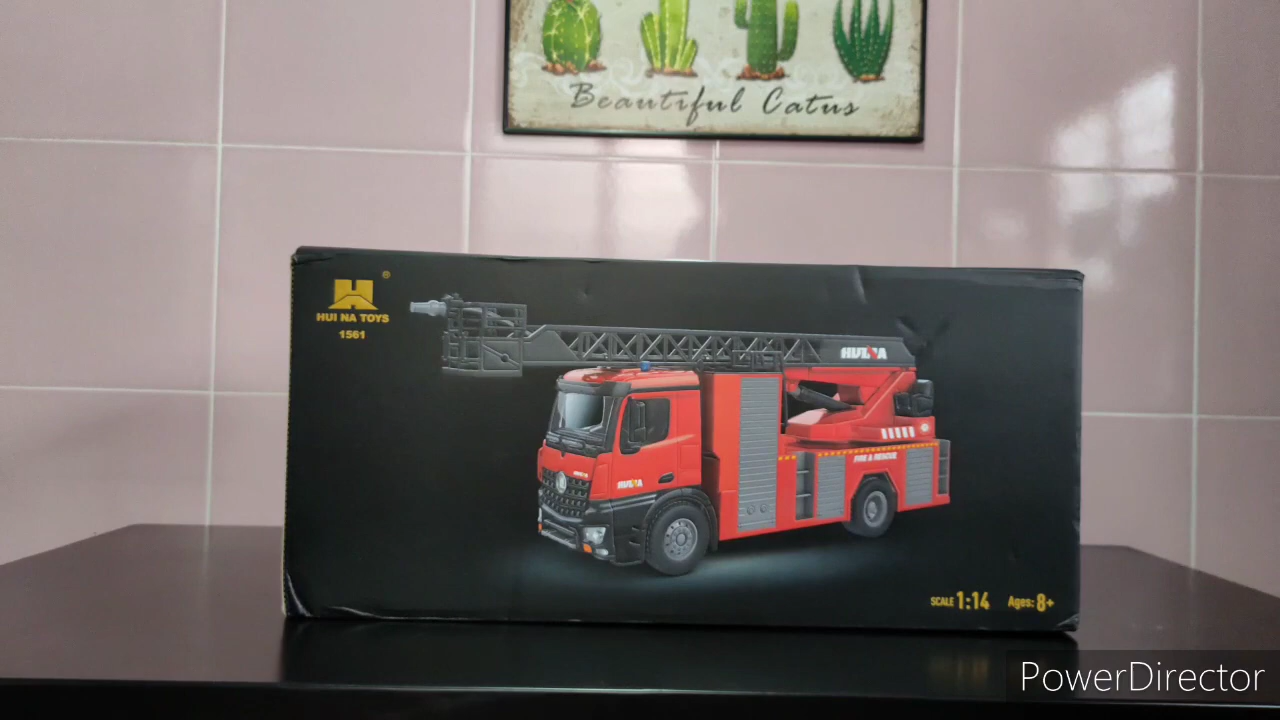 Beautiful Catus
®
HUI NA TOYS
1561
HUINA
HUINA
FIRE & RESCUE
SCALE 1:14 Ages: 8+
PowerDirector